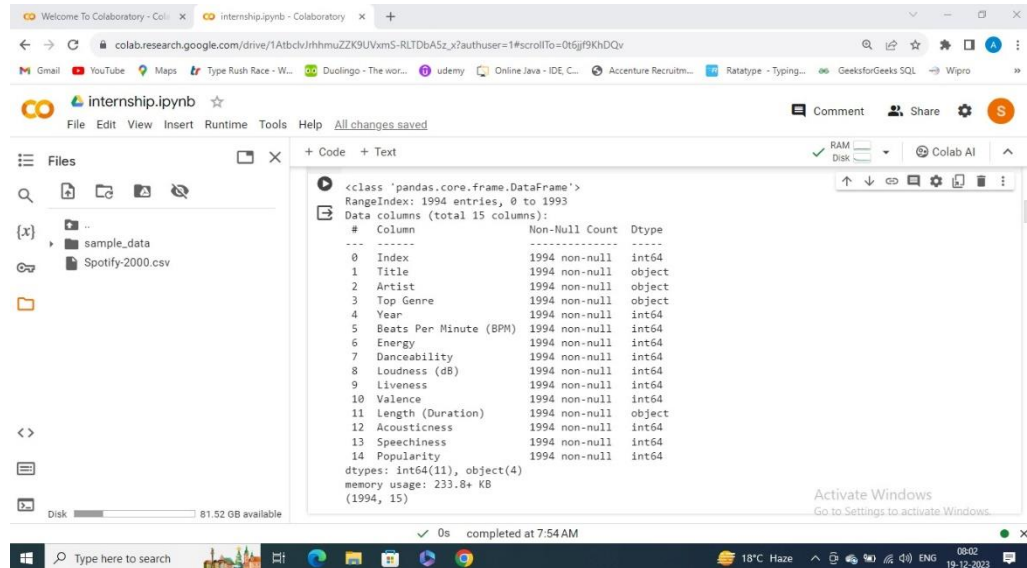 Welcome To Colaboratory - Cola
internship.ipynb - Colaboratory
colab.research.google.com/drive/1AtbclvJrhhmuZZK9UVxmS-RLTDbA5z_x?authuser=1#scrollTo=0t6jjf9KhDQv
Gmail YouTube Maps Type Rush Race - W... Duolingo - The wor... udemy Online Java - IDE, C... Accenture Recruitm... Ratatype - Typing... GeeksforGeeks SQL Wipro »
CO internship.ipynb Comment Share S
File Edit View Insert Runtime Tools Help All changes saved
Files + Code + Text RAM Disk Colab AI
..
sample_data
Spotify-2000.csv
{x}
<class 'pandas.core.frame.DataFrame'>
RangeIndex: 1994 entries, 0 to 1993
Data columns (total 15 columns):
# Column Non-Null Count Dtype
--- ------ -------------- -----
0 Index 1994 non-null int64
1 Title 1994 non-null object
2 Artist 1994 non-null object
3 Top Genre 1994 non-null object
4 Year 1994 non-null int64
5 Beats Per Minute (BPM) 1994 non-null int64
6 Energy 1994 non-null int64
7 Danceability 1994 non-null int64
8 Loudness (dB) 1994 non-null int64
9 Liveness 1994 non-null int64
10 Valence 1994 non-null int64
11 Length (Duration) 1994 non-null object
12 Acousticness 1994 non-null int64
13 Speechiness 1994 non-null int64
14 Popularity 1994 non-null int64
dtypes: int64(11), object(4)
memory usage: 233.8+ KB
(1994, 15)
Disk 81.52 GB available
Activate Windows
Go to Settings to activate Windows.
0s completed at 7:54 AM
Type here to search 18°C Haze ENG 08:02
19-12-2023